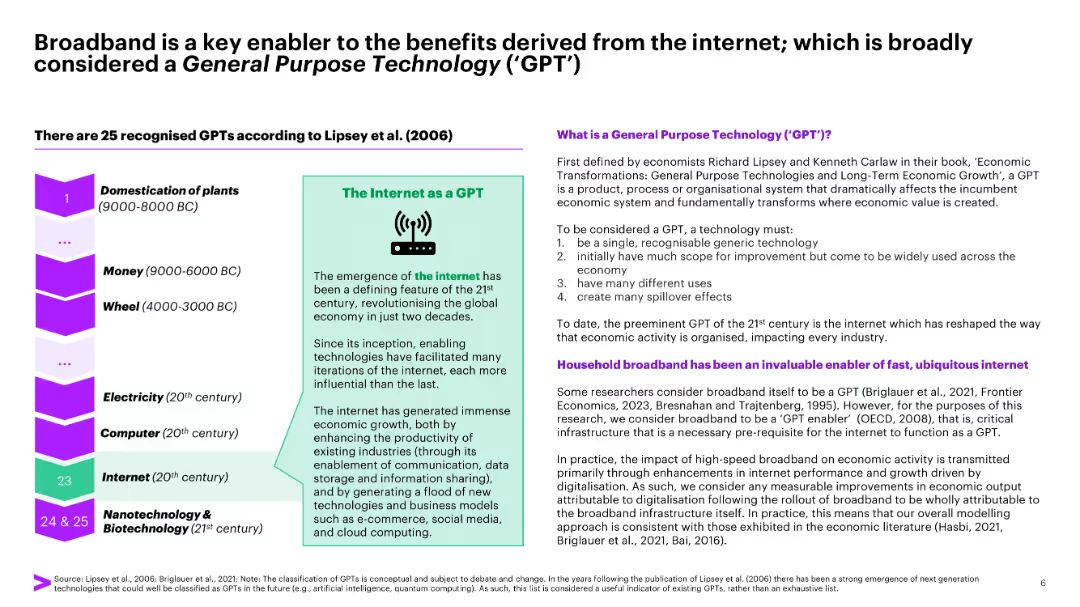 Broadband is a key enabler to the benefits derived from the internet; which is broadly
considered a General Purpose Technology (‘GPT’)
There are 25 recognised GPTs according to Lipsey et al. (2006)
1
Domestication of plants
(9000-8000 BC)
...
Money (9000-6000 BC)
Wheel (4000-3000 BC)
...
Electricity (20th century)
Computer (20th century)
23
Internet (20th century)
24 & 25
Nanotechnology &
Biotechnology (21st century)
The Internet as a GPT
The emergence of the internet has
been a defining feature of the 21st
century, revolutionising the global
economy in just two decades.
Since its inception, enabling
technologies have facilitated many
iterations of the internet, each more
influential than the last.
The internet has generated immense
economic growth, both by
enhancing the productivity of
existing industries (through its
enablement of communication, data
storage and information sharing),
and by generating a flood of new
technologies and business models
such as e-commerce, social media,
and cloud computing.
What is a General Purpose Technology (‘GPT’)?
First defined by economists Richard Lipsey and Kenneth Carlaw in their book, ‘Economic
Transformations: General Purpose Technologies and Long-Term Economic Growth’, a GPT
is a product, process or organisational system that dramatically affects the incumbent
economic system and fundamentally transforms where economic value is created.
To be considered a GPT, a technology must:
1. be a single, recognisable generic technology
2. initially have much scope for improvement but come to be widely used across the
economy
3. have many different uses
4. create many spillover effects
To date, the preeminent GPT of the 21st century is the internet which has reshaped the way
that economic activity is organised, impacting every industry.
Household broadband has been an invaluable enabler of fast, ubiquitous internet
Some researchers consider broadband itself to be a GPT (Briglauer et al., 2021, Frontier
Economics, 2023, Bresnahan and Trajtenberg, 1995). However, for the purposes of this
research, we consider broadband to be a ‘GPT enabler’ (OECD, 2008), that is, critical
infrastructure that is a necessary pre-requisite for the internet to function as a GPT.
In practice, the impact of high-speed broadband on economic activity is transmitted
primarily through enhancements in internet performance and growth driven by
digitalisation. As such, we consider any measurable improvements in economic output
attributable to digitalisation following the rollout of broadband to be wholly attributable to
the broadband infrastructure itself. In practice, this means that our overall modelling
approach is consistent with those exhibited in the economic literature (Hasbi, 2021,
Briglauer et al., 2021, Bai, 2016).
Source: Lipsey et al., 2006; Briglauer et al., 2021; Note: The classification of GPTs is conceptual and subject to debate and change. In the years following the publication of Lipsey et al. (2006) there has been a strong emergence of next generation
technologies that could well be classified as GPTs in the future (e.g., artificial intelligence, quantum computing). As such, this list is considered a useful indicator of existing GPTs, rather than an exhaustive list.
6